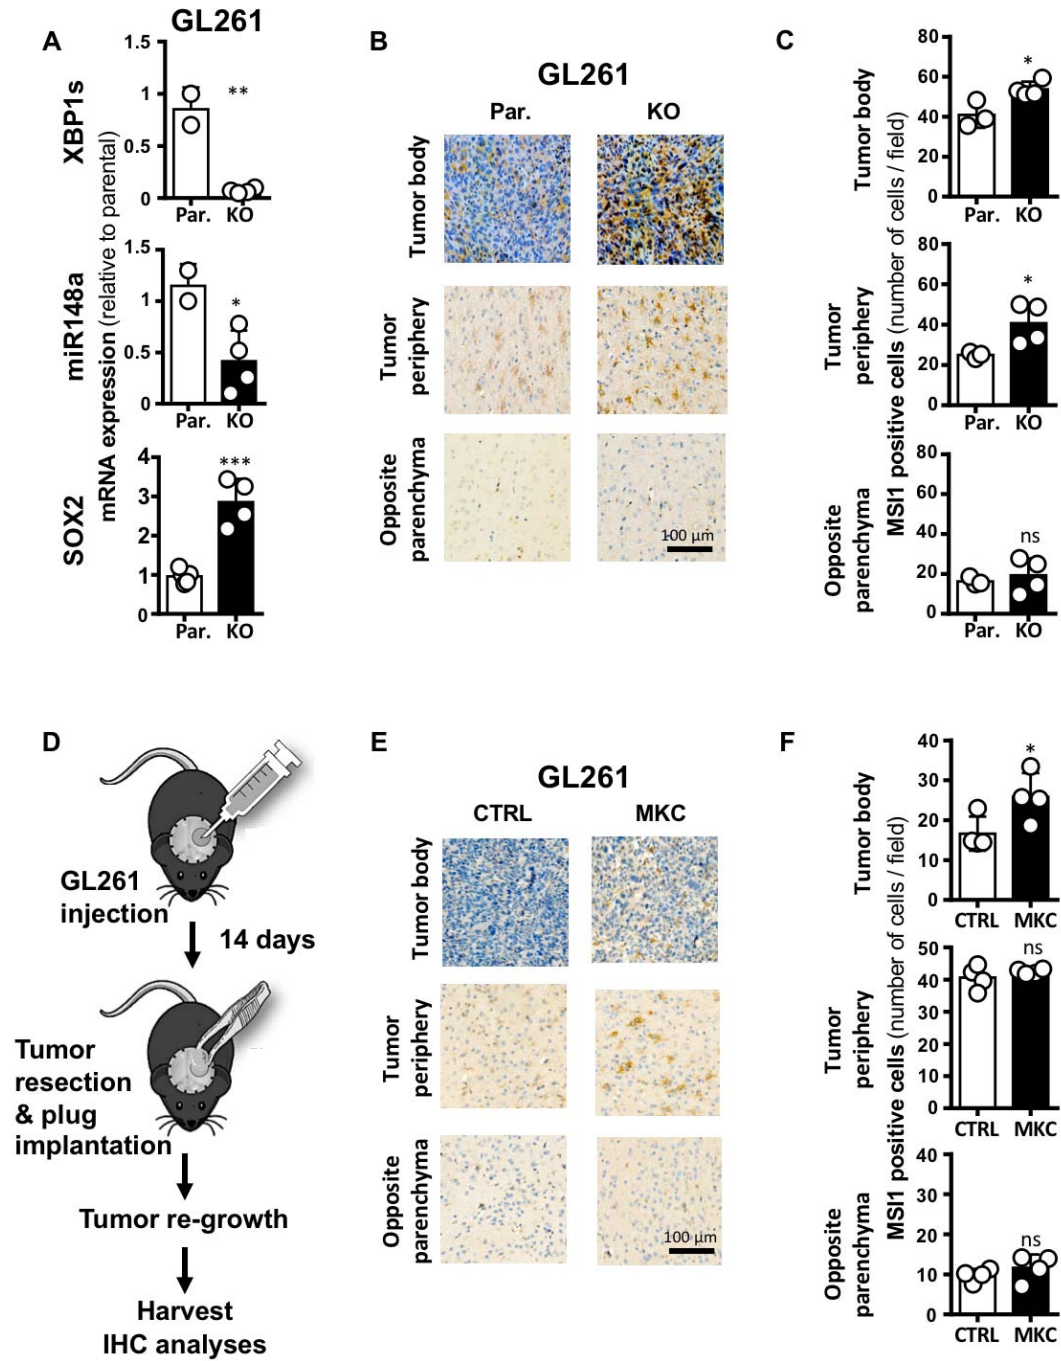 A
GL261
XBP1s
miR148a
SOX2
mRNA expression (relative to parental)
1.5
1
0.5
0
**
Par.
KO
1.5
1
0.5
0
*
Par.
KO
4
3
2
1
0
***
Par.
KO
B
GL261
Par.
KO
Tumor body
Tumor
periphery
Opposite
parenchyma
100 µm
C
Tumor body
Tumor
periphery
Opposite
parenchyma
MSI1 positive cells (number of cells / field)
80
60
40
20
0
*
Par.
KO
80
60
40
20
0
*
Par.
KO
80
60
40
20
0
ns
Par.
KO
D
GL261
injection
14 days
Tumor
resection
& plug
implantation
Tumor re-growth
Harvest
IHC analyses
E
GL261
CTRL
MKC
Tumor body
Tumor
periphery
Opposite
parenchyma
100 µm
F
Tumor body
Tumor
periphery
Opposite
parenchyma
MSI1 positive cells (number of cells / field)
40
30
20
10
0
*
CTRL
MKC
50
40
30
20
10
0
ns
CTRL
MKC
40
30
20
10
0
ns
CTRL
MKC